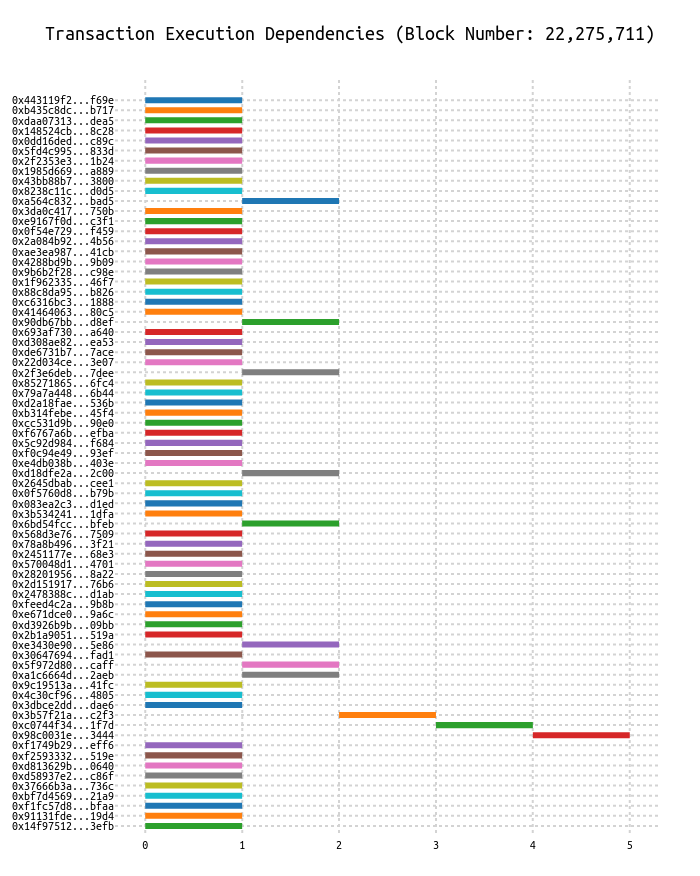 Transaction Execution Dependencies (Block Number: 22,275,711)
0x443119f2...f69e
0xb435c8dc...b717
0xdaa07313...dea5
0x148524cb...8c28
0x0dd16ded...c89c
0x5fd4c995...833d
0x2f2353e3...1b24
0x1985d669...a889
0x43bb88b7...3800
0x8238c11c...d0d5
0xa564c832...bad5
0x3da0c417...750b
0xe9167f0d...c3f1
0x0f54e729...f459
0x2a084b92...4b56
0xae3ea987...41cb
0x4288bd9b...9b09
0x9b6b2f28...c98e
0x1f962335...46f7
0x88c8da95...b826
0xc6316bc3...1888
0x41464063...80c5
0x90db67bb...d8ef
0x693af730...a640
0xd308ae82...ea53
0xde6731b7...7ace
0x22d034ce...3e07
0x2f3e6deb...7dee
0x85271865...6fc4
0x79a7a448...6b44
0xd2a18fae...536b
0xb314febe...45f4
0xcc531d9b...90e0
0xf6767a6b...efba
0x5c92d984...f684
0xf0c94e49...93ef
0xe4db038b...403e
0xd18dfe2a...2c00
0x2645dbab...cee1
0x0f5760d8...b79b
0x083ea2c3...d1ed
0x3b534241...1dfa
0x6bd54fcc...bfeb
0x568d3e76...7509
0x78a8b496...3f21
0x2451177e...68e3
0x570048d1...4701
0x28201956...8a22
0x2d151917...76b6
0x2478388c...d1ab
0xfeed4c2a...9b8b
0xe671dce0...9a6c
0xd3926b9b...09bb
0x2b1a9051...519a
0xe3430e90...5e86
0x30647694...fad1
0x5f972d80...caff
0xa1c6664d...2aeb
0x9c19513a...41fc
0x4c30cf96...4805
0x3dbce2dd...dae6
0x3b57f21a...c2f3
0xc0744f34...1f7d
0x98c0031e...3444
0xf1749b29...eff6
0xf2593332...519e
0xd813629b...0640
0xd58937e2...c86f
0x37666b3a...736c
0xbf7d4569...21a9
0xf1fc57d8...bfaa
0x91131fde...19d4
0x14f97512...3efb
0 1 2 3 4 5